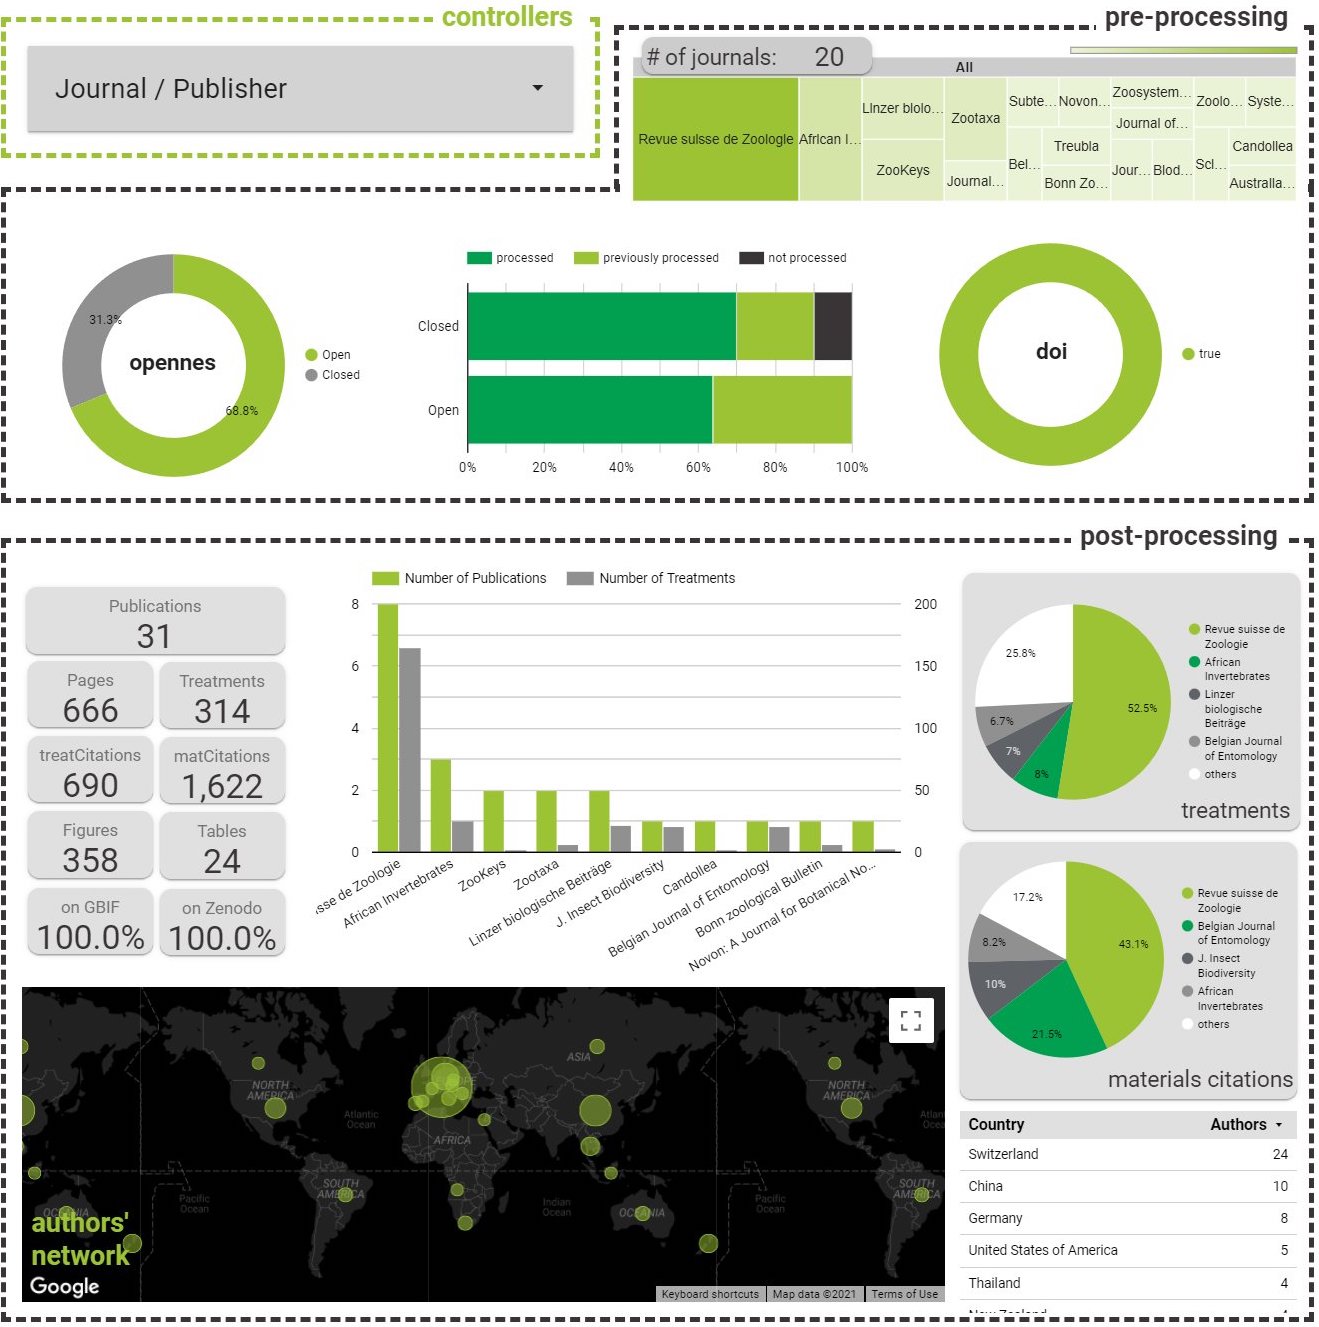 controllers
Journal / Publisher
pre-processing
# of journals: 20
All
Revue suisse de Zoologie
African I...
Linzer biolo...
ZooKeys
Zootaxa
Journal...
Subte...
Novon...
Bel...
Treubia
Bonn Zo...
Zoosystem...
Journal of...
Jour...
Biod...
Zoolo...
Syste...
Sci...
Candollea
Australia...
31.3%
68.8%
opennes
Open
Closed
processed
previously processed
not processed
Closed
Open
0% 20% 40% 60% 80% 100%
doi
true
post-processing
Publications
31
Pages
666
Treatments
314
treatCitations
690
matCitations
1,622
Figures
358
Tables
24
on GBIF
100.0%
on Zenodo
100.0%
Number of Publications
Number of Treatments
8
6
4
2
0
200
150
100
50
0
...sse de Zoologie
African Invertebrates
ZooKeys
Zootaxa
Linzer biologische Beiträge
J. Insect Biodiversity
Candollea
Belgian Journal of Entomology
Bonn zoological Bulletin
Novon: A Journal for Botanical No...
25.8%
52.5%
6.7%
7%
8%
Revue suisse de
Zoologie
African
Invertebrates
Linzer
biologische
Beiträge
Belgian Journal
of Entomology
others
treatments
17.2%
43.1%
8.2%
10%
21.5%
Revue suisse de
Zoologie
Belgian Journal
of Entomology
J. Insect
Biodiversity
African
Invertebrates
others
materials citations
NORTH
AMERICA
Atlantic
Ocean
AFRICA
ASIA
NORTH
AMERICA
Atlan
Ocea
Pacific
Ocean
SOUTH
AMERICA
Indian
Ocean
OCEANIA
Pacific
Ocean
SOUTH
AMERICA
OCEANIA
authors'
network
Google
Keyboard shortcuts
Map data ©2021
Terms of Use
Country Authors
Switzerland 24
China 10
Germany 8
United States of America 5
Thailand 4
New Zealand 4